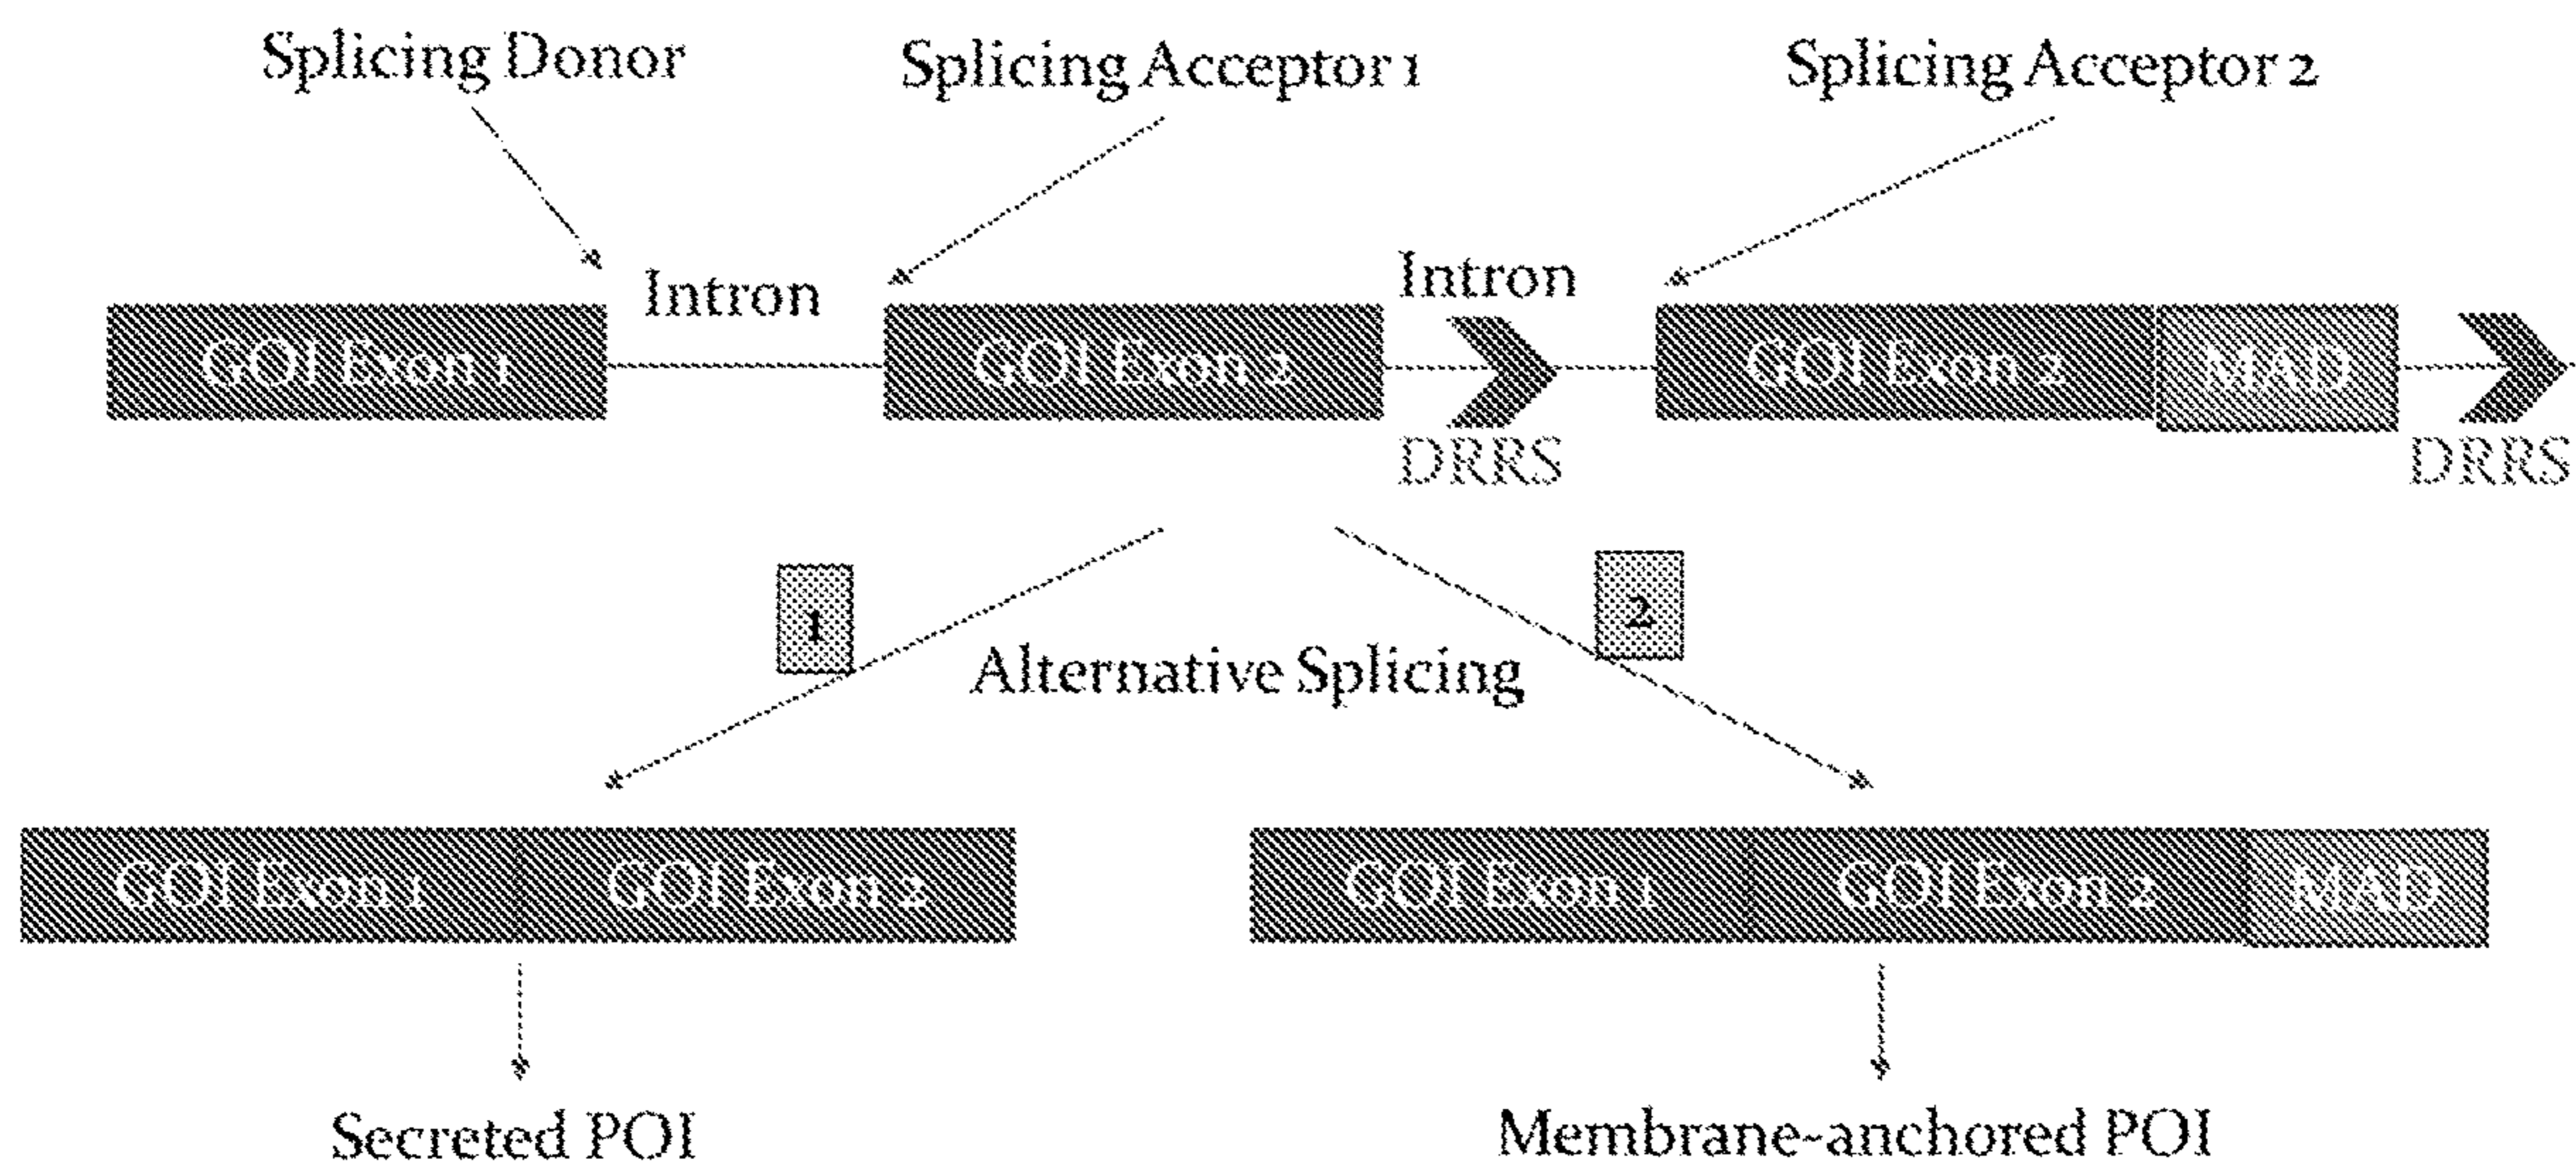 Splicing Donor
Splicing Acceptor 1
Splicing Acceptor 2
Intron
Intron
GOI Exon 1
GOI Exon 2
GOI Exon 2
MAD
DRRS
DRRS
1
2
Alternative Splicing
GOI Exon 1
GOI Exon 2
GOI Exon 1
GOI Exon 2
MAD
Secreted POI
Membrane-anchored POI